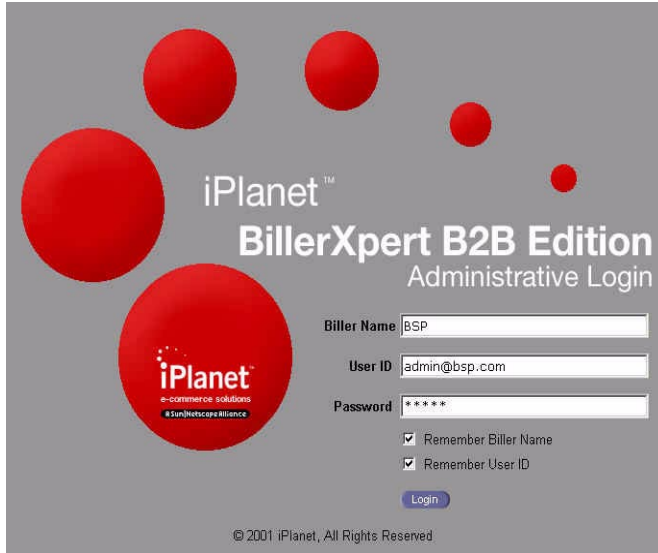 iPlanet™
BillerXpert B2B Edition
Administrative Login
Biller Name BSP
User ID admin@bsp.com
Password *****
Remember Biller Name
Remember User ID
Login
iPlanet™
e-commerce solutions
A Sun|Netscape Alliance
© 2001 iPlanet, All Rights Reserved